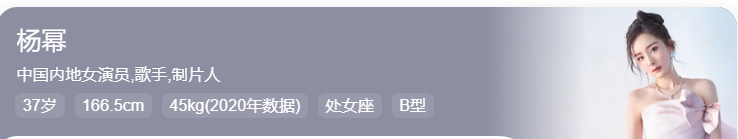 杨幂
中国内地女演员,歌手,制片人
37岁 166.5cm 45kg(2020年数据) 处女座 B型